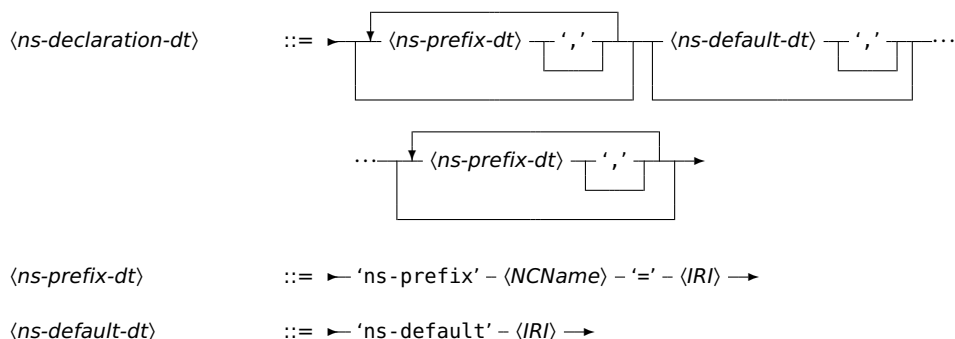 ⟨ns-declaration-dt⟩ ::= ⟨ns-prefix-dt⟩ ‘,’ ⟨ns-default-dt⟩ ‘,’ ···
··· ⟨ns-prefix-dt⟩ ‘,’
⟨ns-prefix-dt⟩ ::= ‘ns-prefix’ – ⟨NCName⟩ – ‘=’ – ⟨IRI⟩
⟨ns-default-dt⟩ ::= ‘ns-default’ – ⟨IRI⟩